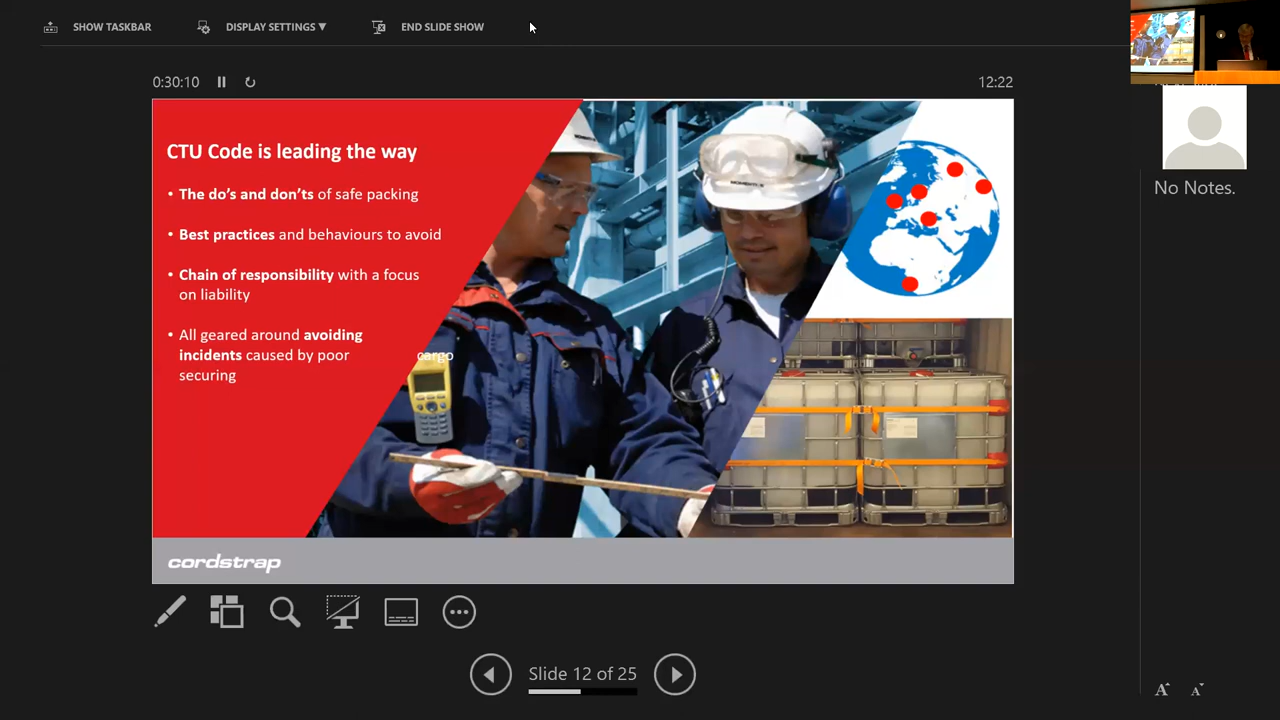 SHOW TASKBAR
DISPLAY SETTINGS ▼
END SLIDE SHOW
0:30:10
12:22
CTU Code is leading the way
• The do’s and don’ts of safe packing
• Best practices and behaviours to avoid
• Chain of responsibility with a focus
on liability
• All geared around avoiding
incidents caused by poor cargo
securing
cordstrap
No Notes.
Slide 12 of 25
A A